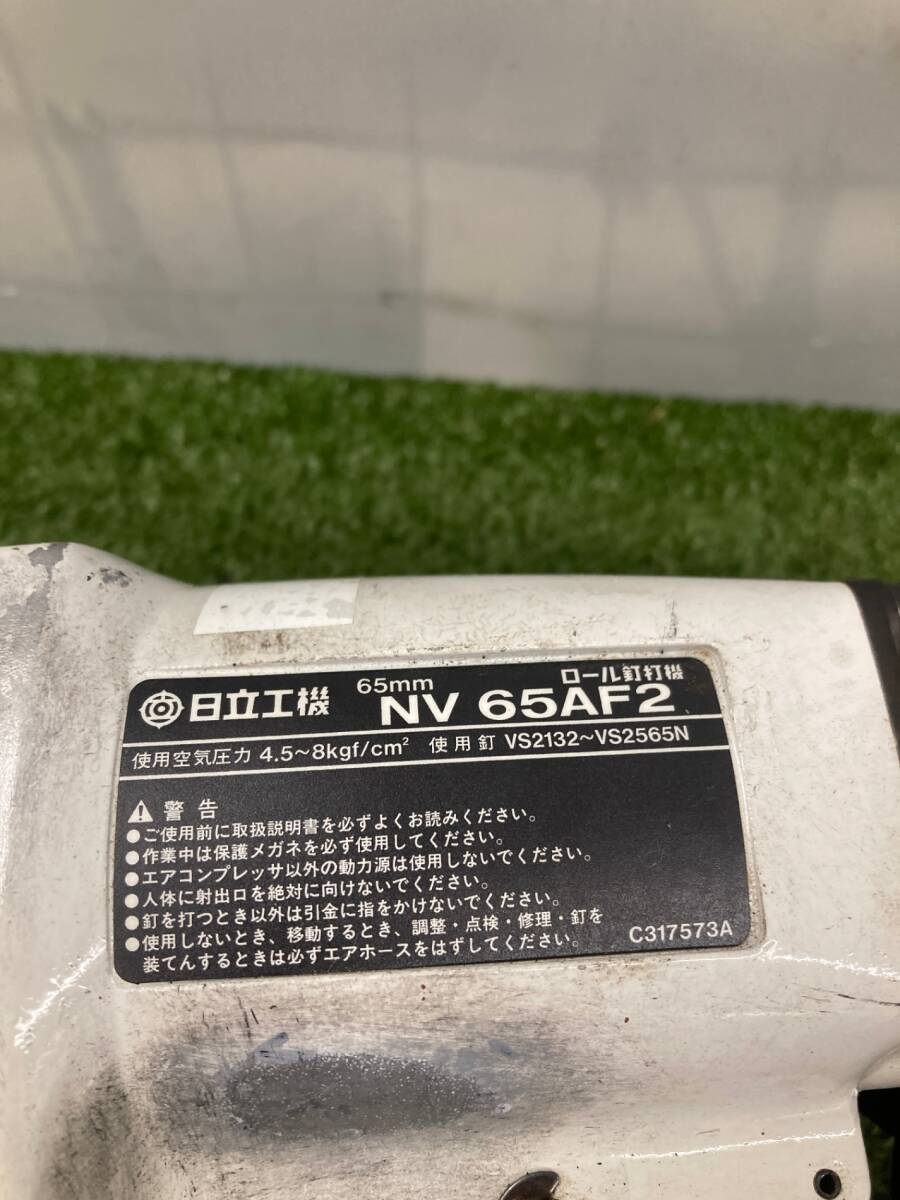 日立工機 65mm NV 65AF2 ロール釘打機
使用空気圧力 4.5~8kgf/cm² 使用釘 VS2132~VS2565N
⚠ 警告
●ご使用前に取扱説明書を必ずよくお読みください。
●作業中は保護メガネを必ず使用してください。
●エアコンプレッサ以外の動力源は使用しないでください。
●人体に射出口を絶対に向けないでください。
●釘を打つとき以外は引金に指をかけないでください。
●使用しないとき、移動するとき、調整・点検・修理・釘を
装てんするときは必ずエアホースをはずしてください。
C317573A